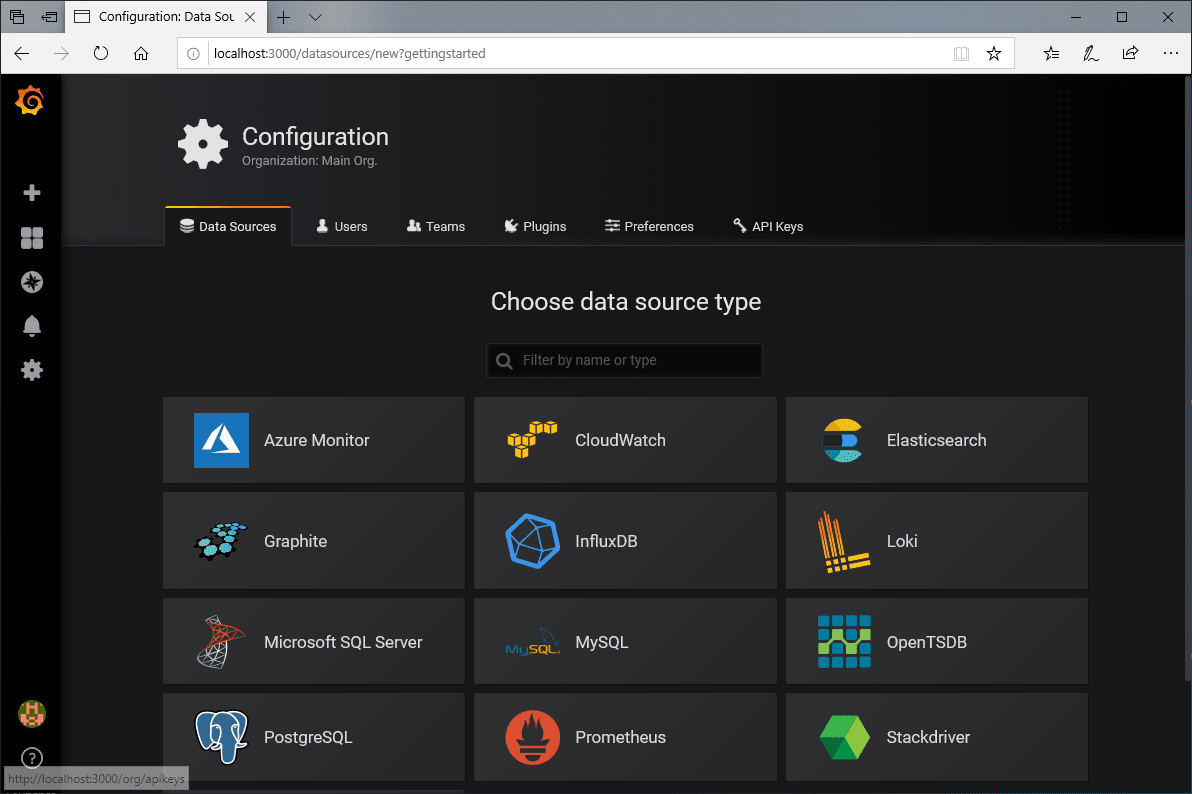 Configuration: Data Sou
localhost:3000/datasources/new?gettingstarted
Configuration
Organization: Main Org.
Data Sources Users Teams Plugins Preferences API Keys
Choose data source type
Filter by name or type
Azure Monitor CloudWatch Elasticsearch
Graphite InfluxDB Loki
Microsoft SQL Server MySQL MySQL OpenTSDB
PostgreSQL Prometheus Stackdriver
?
http://localhost:3000/org/apikeys